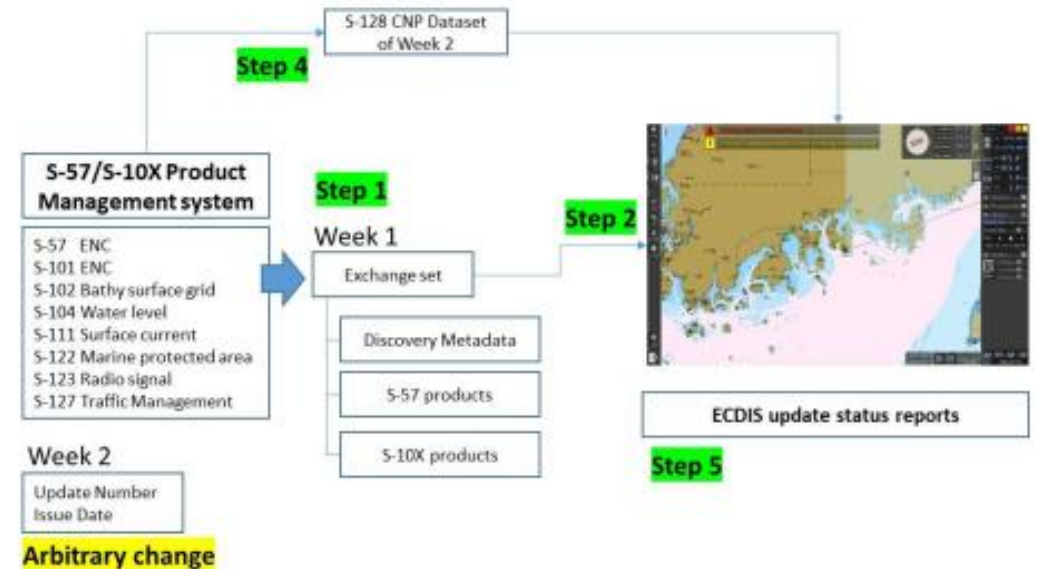 S-128 CNP Dataset
of Week 2
Step 4
S-57/S-10X Product
Management system
S-57 ENC
S-101 ENC
S-102 Bathy surface grid
S-104 Water level
S-111 Surface current
S-122 Marine protected area
S-123 Radio signal
S-127 Traffic Management
Week 2
Update Number
Issue Date
Arbitrary change
Step 1
Week 1
Exchange set
Discovery Metadata
S-57 products
S-10X products
Step 2
ECDIS update status reports
Step 5